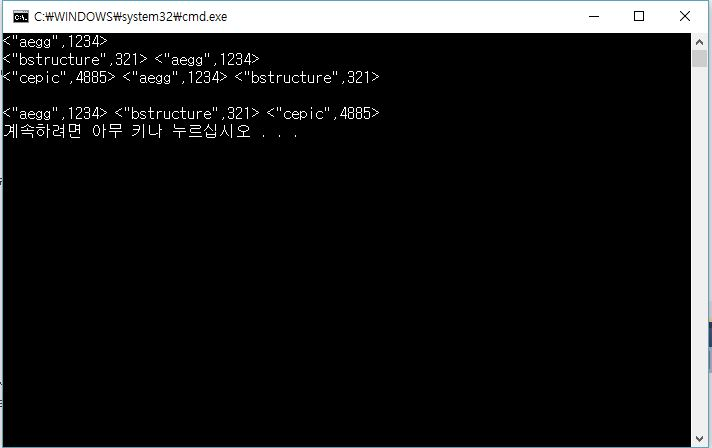 C:₩WINDOWS₩system32₩cmd.exe
<"aegg",1234>
<"bstructure",321> <"aegg",1234>
<"cepic",4885> <"aegg",1234> <"bstructure",321>
<"aegg",1234> <"bstructure",321> <"cepic",4885>
계속하려면 아무 키나 누르십시오 . . .